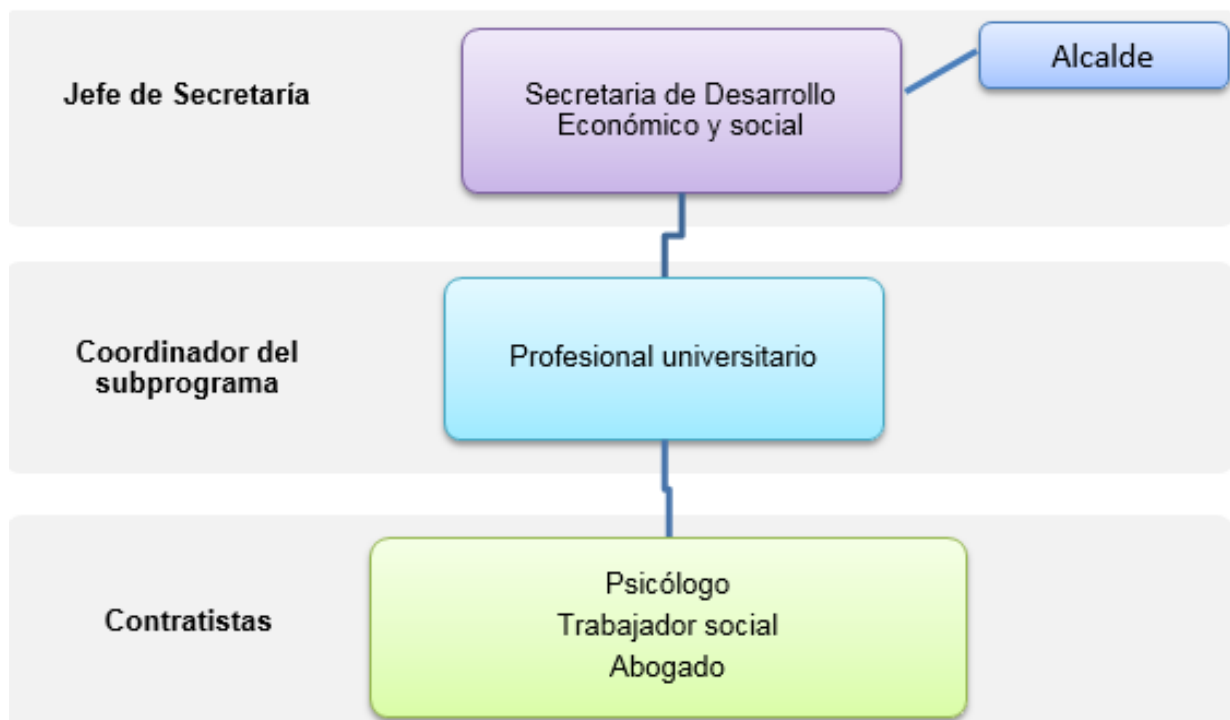 Jefe de Secretaría
Secretaria de Desarrollo
Económico y social
Alcalde
Coordinador del
subprograma
Profesional universitario
Contratistas
Psicólogo
Trabajador social
Abogado